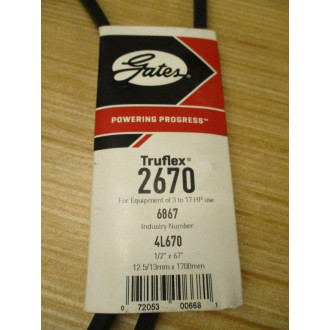 Gates
POWERING PROGRESS™
Truflex®
2670
For Equipment of 3 to 17 HP use
6867
Industry Number
4L670
1/2" x 67"
12.5/13mm x 1700mm
0 72053 00668 1